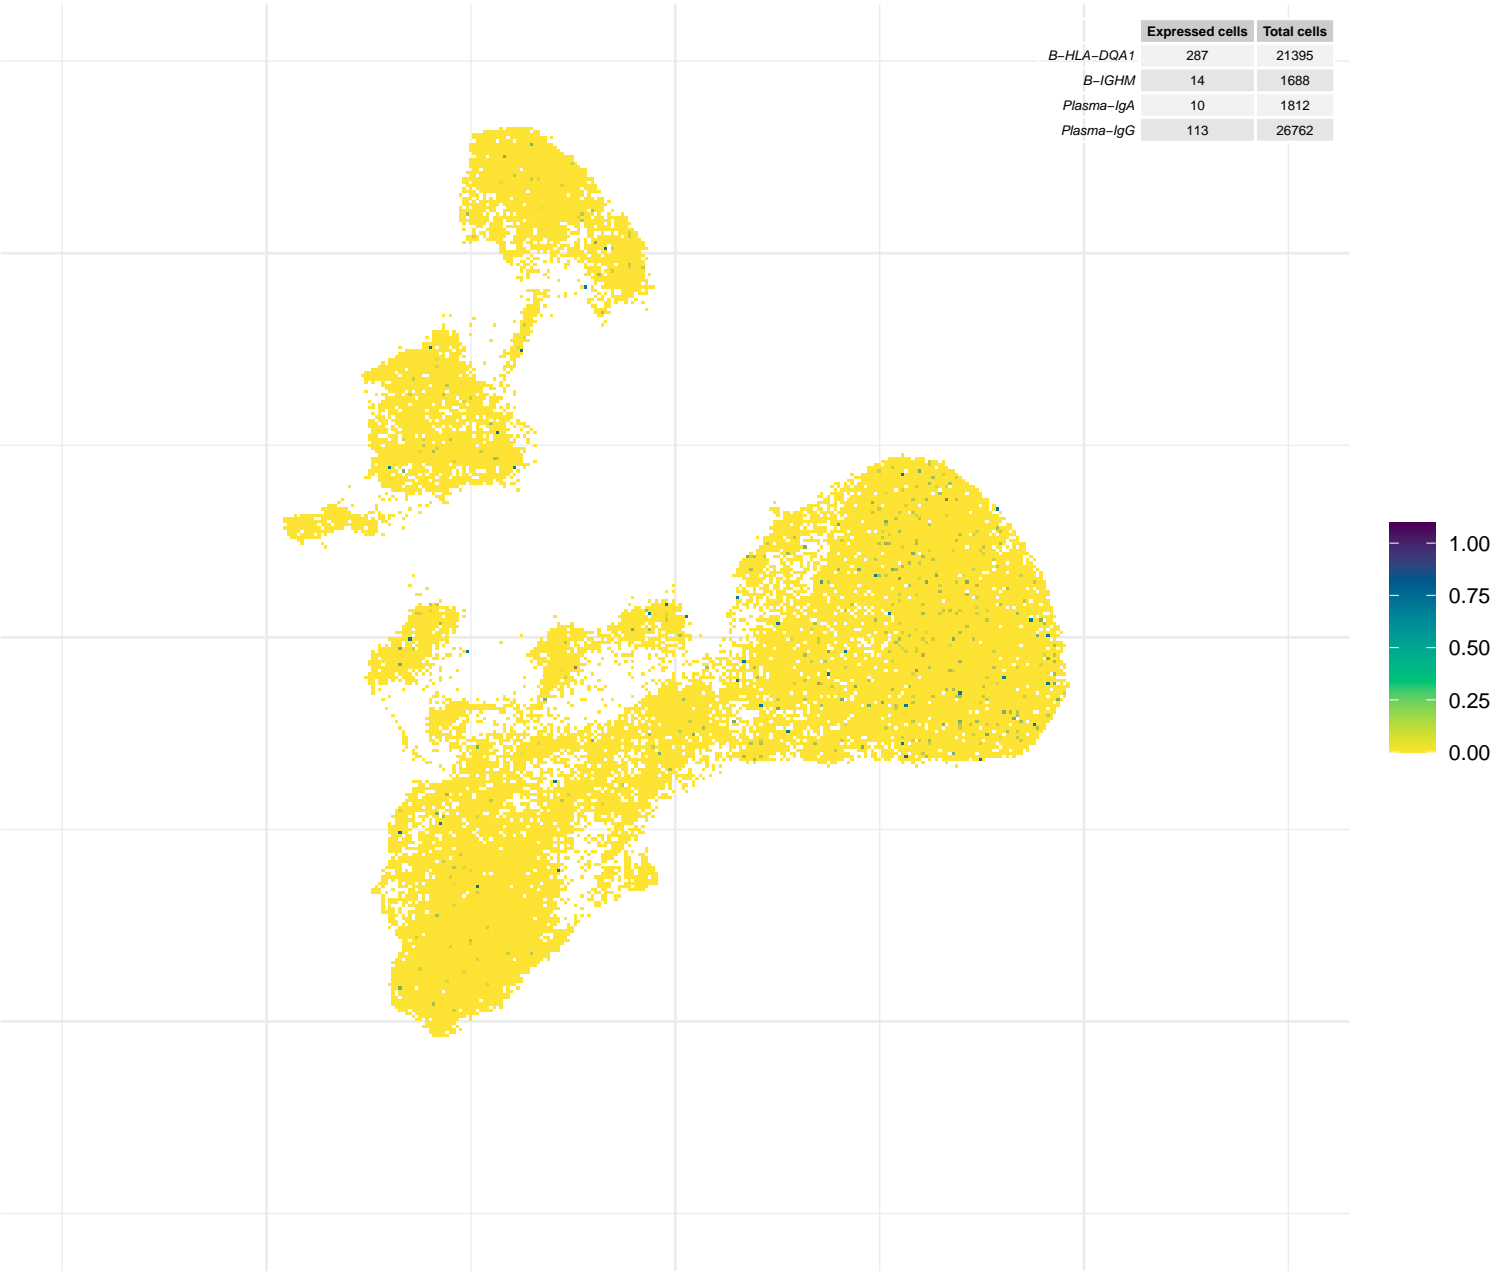 Expressed cells Total cells
B−HLA−DQA1 287 21395
B−IGHM 14 1688
Plasma−IgA 10 1812
Plasma−IgG 113 26762
1.00
0.75
0.50
0.25
0.00